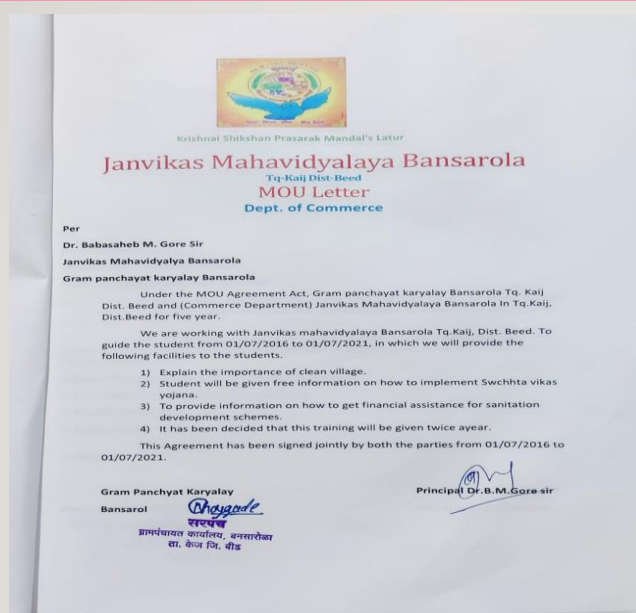 Krishnai Shikshan Prasarak Mandal's Latur
Janvikas Mahavidyalaya Bansarola
Tq-Kaij Dist-Beed
MOU Letter
Dept. of Commerce
Per
Dr. Babasaheb M. Gore Sir
Janvikas Mahavidyalya Bansarola
Gram panchayat karyalay Bansarola
Under the MOU Agreement Act, Gram panchayat karyalay Bansarola Tq. Kaij
Dist. Beed and (Commerce Department) Janvikas Mahavidyalaya Bansarola In Tq.Kaij,
Dist.Beed for five year.
We are working with Janvikas mahavidyalaya Bansarola Tq.Kaij, Dist. Beed. To
guide the student from 01/07/2016 to 01/07/2021, in which we will provide the
following facilities to the students.
1) Explain the importance of clean village.
2) Student will be given free information on how to implement Swchhta vikas
yojana.
3) To provide information on how to get financial assistance for sanitation
development schemes.
4) It has been decided that this training will be given twice ayear.
This Agreement has been signed jointly by both the parties from 01/07/2016 to
01/07/2021.
Gram Panchyat Karyalay
Bansarol
सरपंच
ग्रामपंचायत कार्यालय, बनसारोळा
ता. केज जि. बीड
Principal Dr.B.M.Gore sir